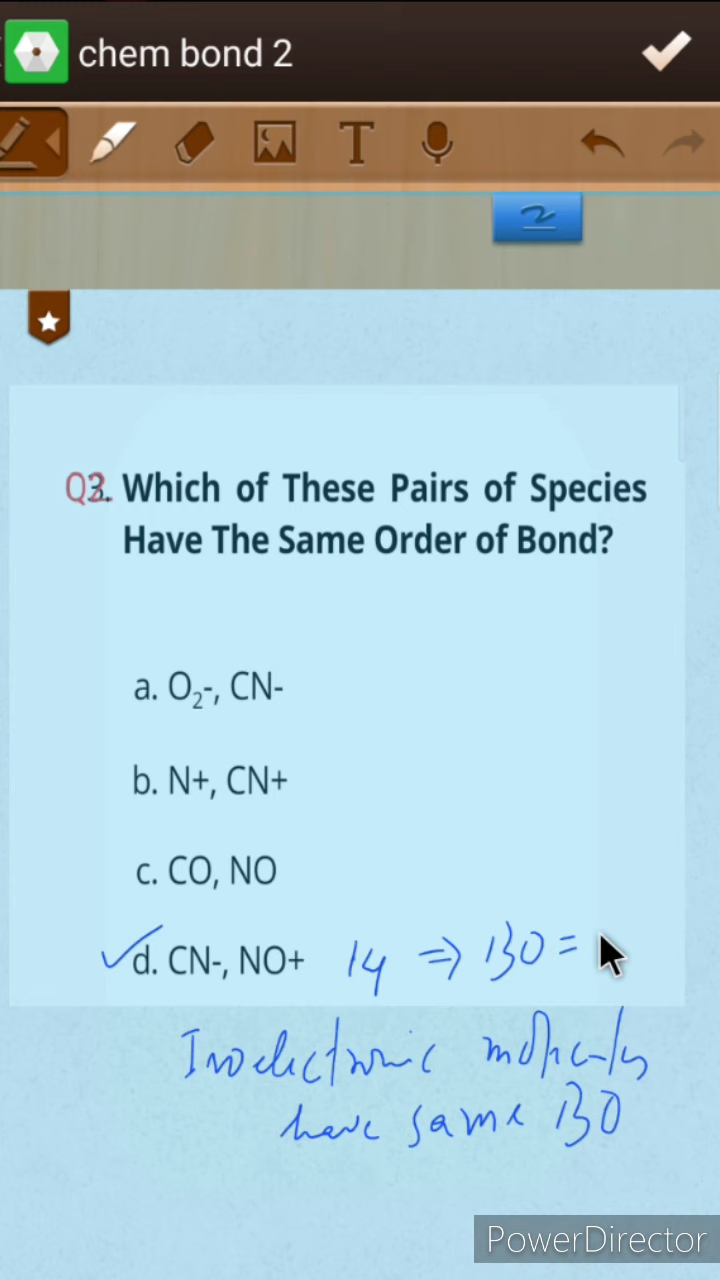 chem bond 2
T
2
Q3. Which of These Pairs of Species
Have The Same Order of Bond?
a. O₂-, CN-
b. N+, CN+
c. CO, NO
d. CN-, NO+ 14 ⇒ BO =
Isoelectronic molecules
have same BO
PowerDirector